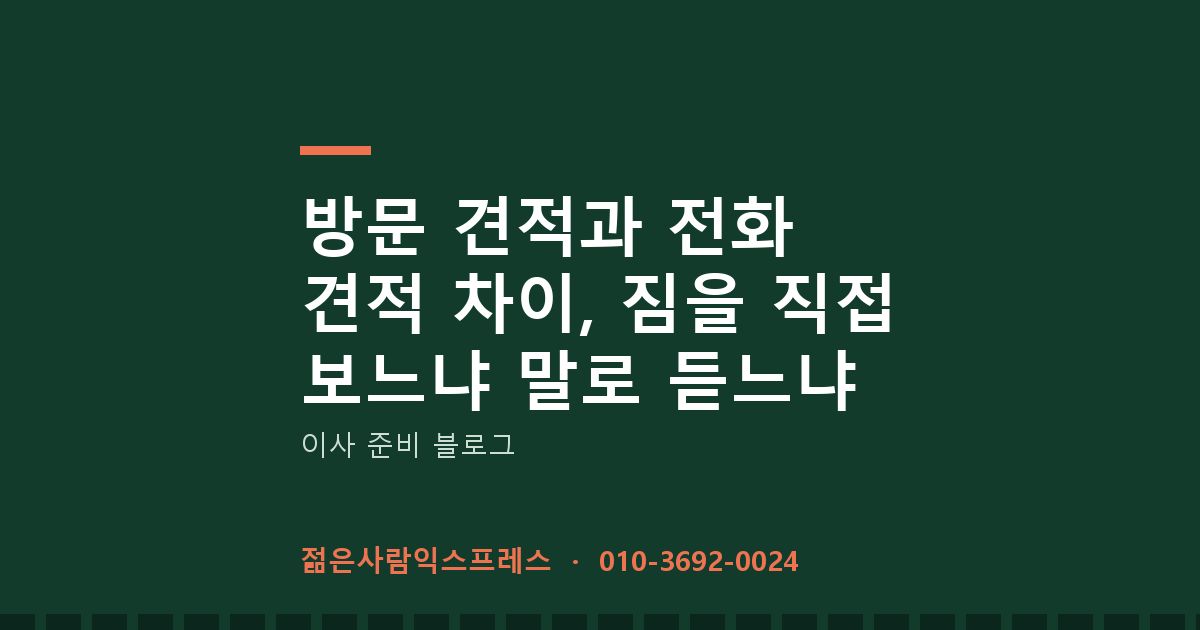 방문 견적과 전화
견적 차이, 짐을 직접
보느냐 말로 듣느냐
이사 준비 블로그
젊은사람익스프레스 · 010-3692-0024